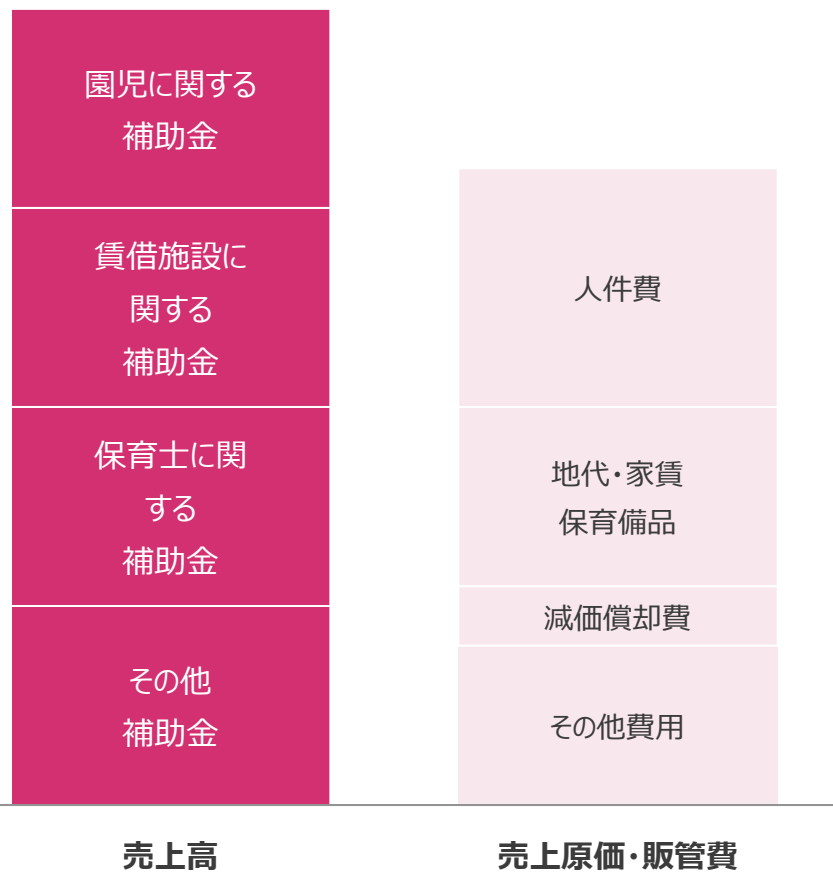 園児に関する
補助金
賃借施設に
関する
補助金
保育士に関
する
補助金
その他
補助金
売上高
人件費
地代・家賃
保育備品
減価償却費
その他費用
売上原価・販管費